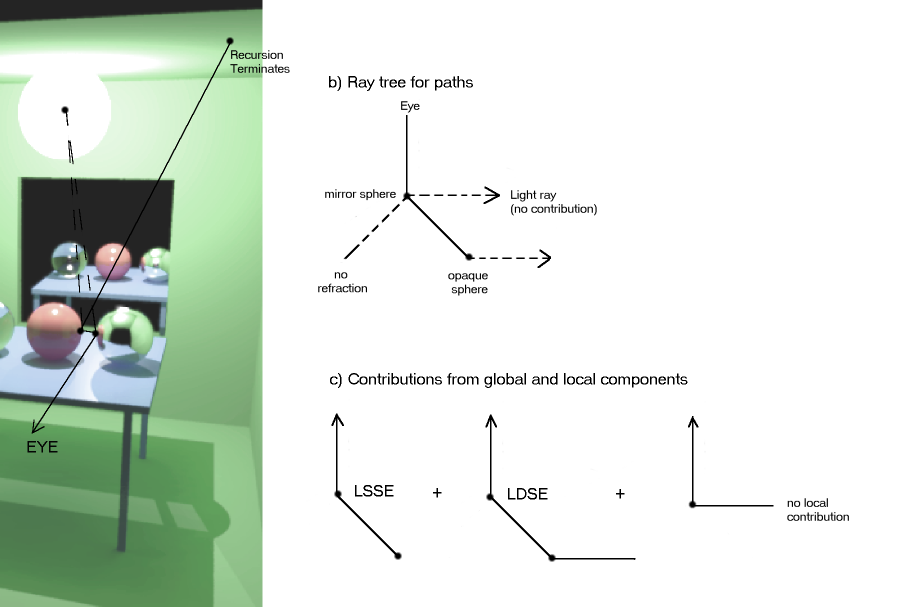 Recursion
Terminates
EYE
b) Ray tree for paths
Eye
mirror sphere
Light ray
(no contribution)
no
refraction
opaque
sphere
c) Contributions from global and local components
LSSE
+
LDSE
+
no local
contribution